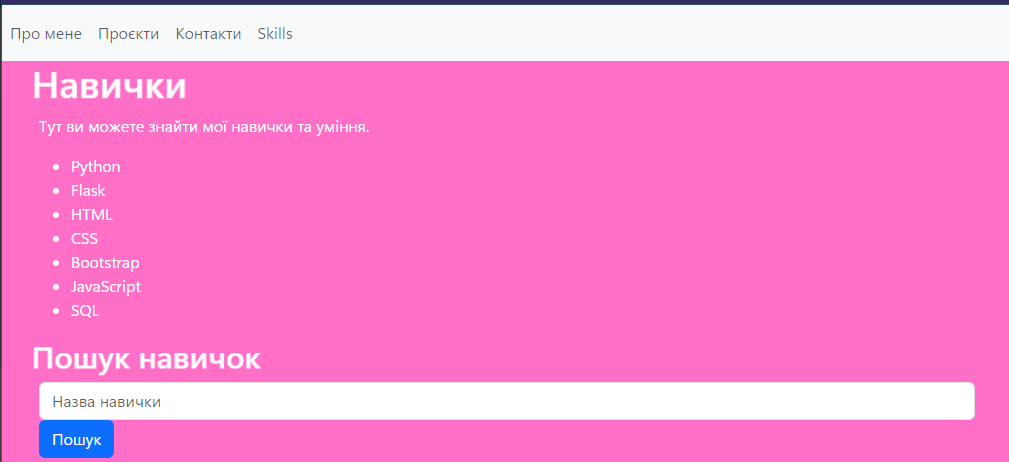 Про мене Проєкти Контакти Skills
Навички
Тут ви можете знайти мої навички та уміння.
Python
Flask
HTML
CSS
Bootstrap
JavaScript
SQL
Пошук навичок
Назва навички
Пошук